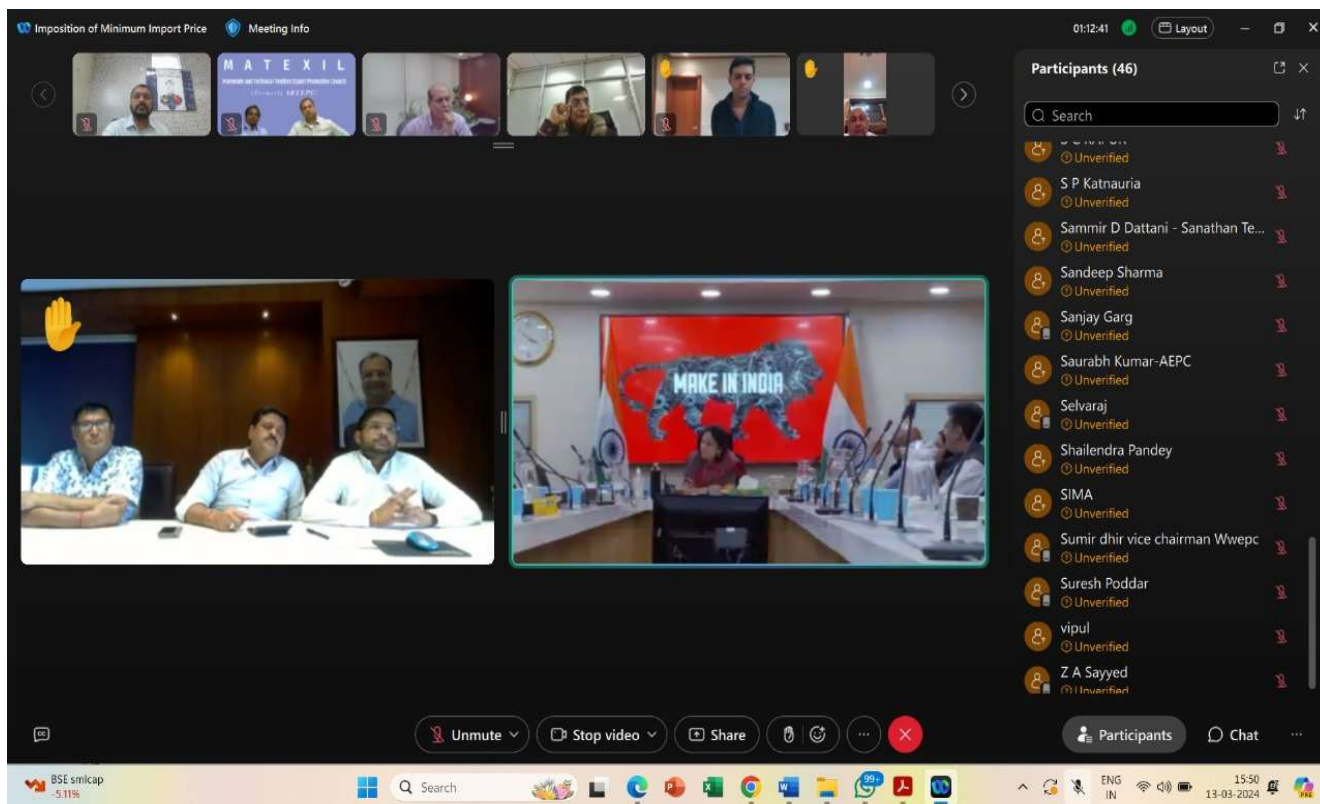 Imposition of Minimum Import Price
Meeting Info
01:12:41
Layout
MATEXIL
Participants (46)
Search
Unverified
S P Katnauria
Unverified
Sammir D Dattani - Sanathan Te...
Unverified
Sandeep Sharma
Unverified
Sanjay Garg
Unverified
Saurabh Kumar-AEPC
Unverified
Selvaraj
Unverified
Shailendra Pandey
Unverified
SIMA
Unverified
Sumir dhir vice chairman Wwepc
Unverified
Suresh Poddar
Unverified
vipul
Unverified
Z A Sayyed
Unverified
MAKE IN INDIA
Unmute
Stop video
Share
Participants
Chat
BSE smlcap
-5.11%
Search
99+
ENG
IN
15:50
13-03-2024